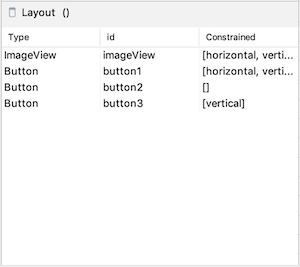 Layout ()
Type id Constrained
ImageView imageView [horizontal, verti...
Button button1 [horizontal, verti...
Button button2 []
Button button3 [vertical]